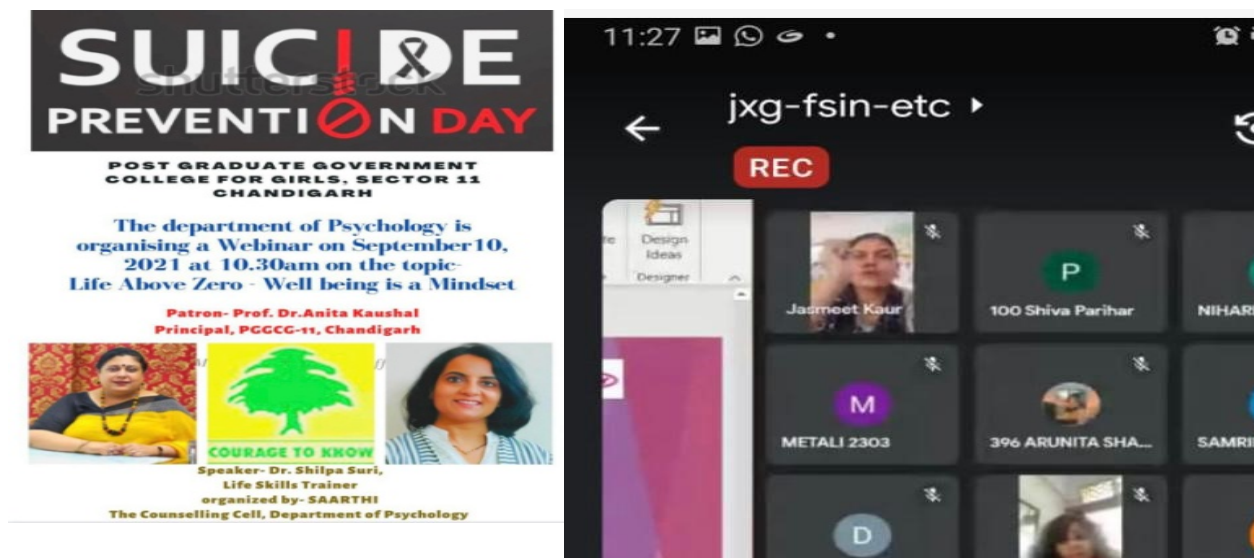 SUICIDE
shutterstock
PREVENTION DAY
POST GRADUATE GOVERNMENT
COLLEGE FOR GIRLS, SECTOR 11
CHANDIGARH
The department of Psychology is
organising a Webinar on September10,
2021 at 10.30am on the topic-
Life Above Zero - Well being is a Mindset
Patron- Prof. Dr.Anita Kaushal
Principal, PGGCG-11, Chandigarh
COURAGE TO KNOW
Speaker- Dr. Shilpa Suri,
Life Skills Trainer
organized by- SAARTHI
The Counselling Cell, Department of Psychology
11:27
jxg-fsin-etc
REC
Design
Ideas
Designer
Jasmeet Kaur
P
100 Shiva Parihar
NIHARI
M
METALI 2303
396 ARUNITA SHA...
SAMRI
D